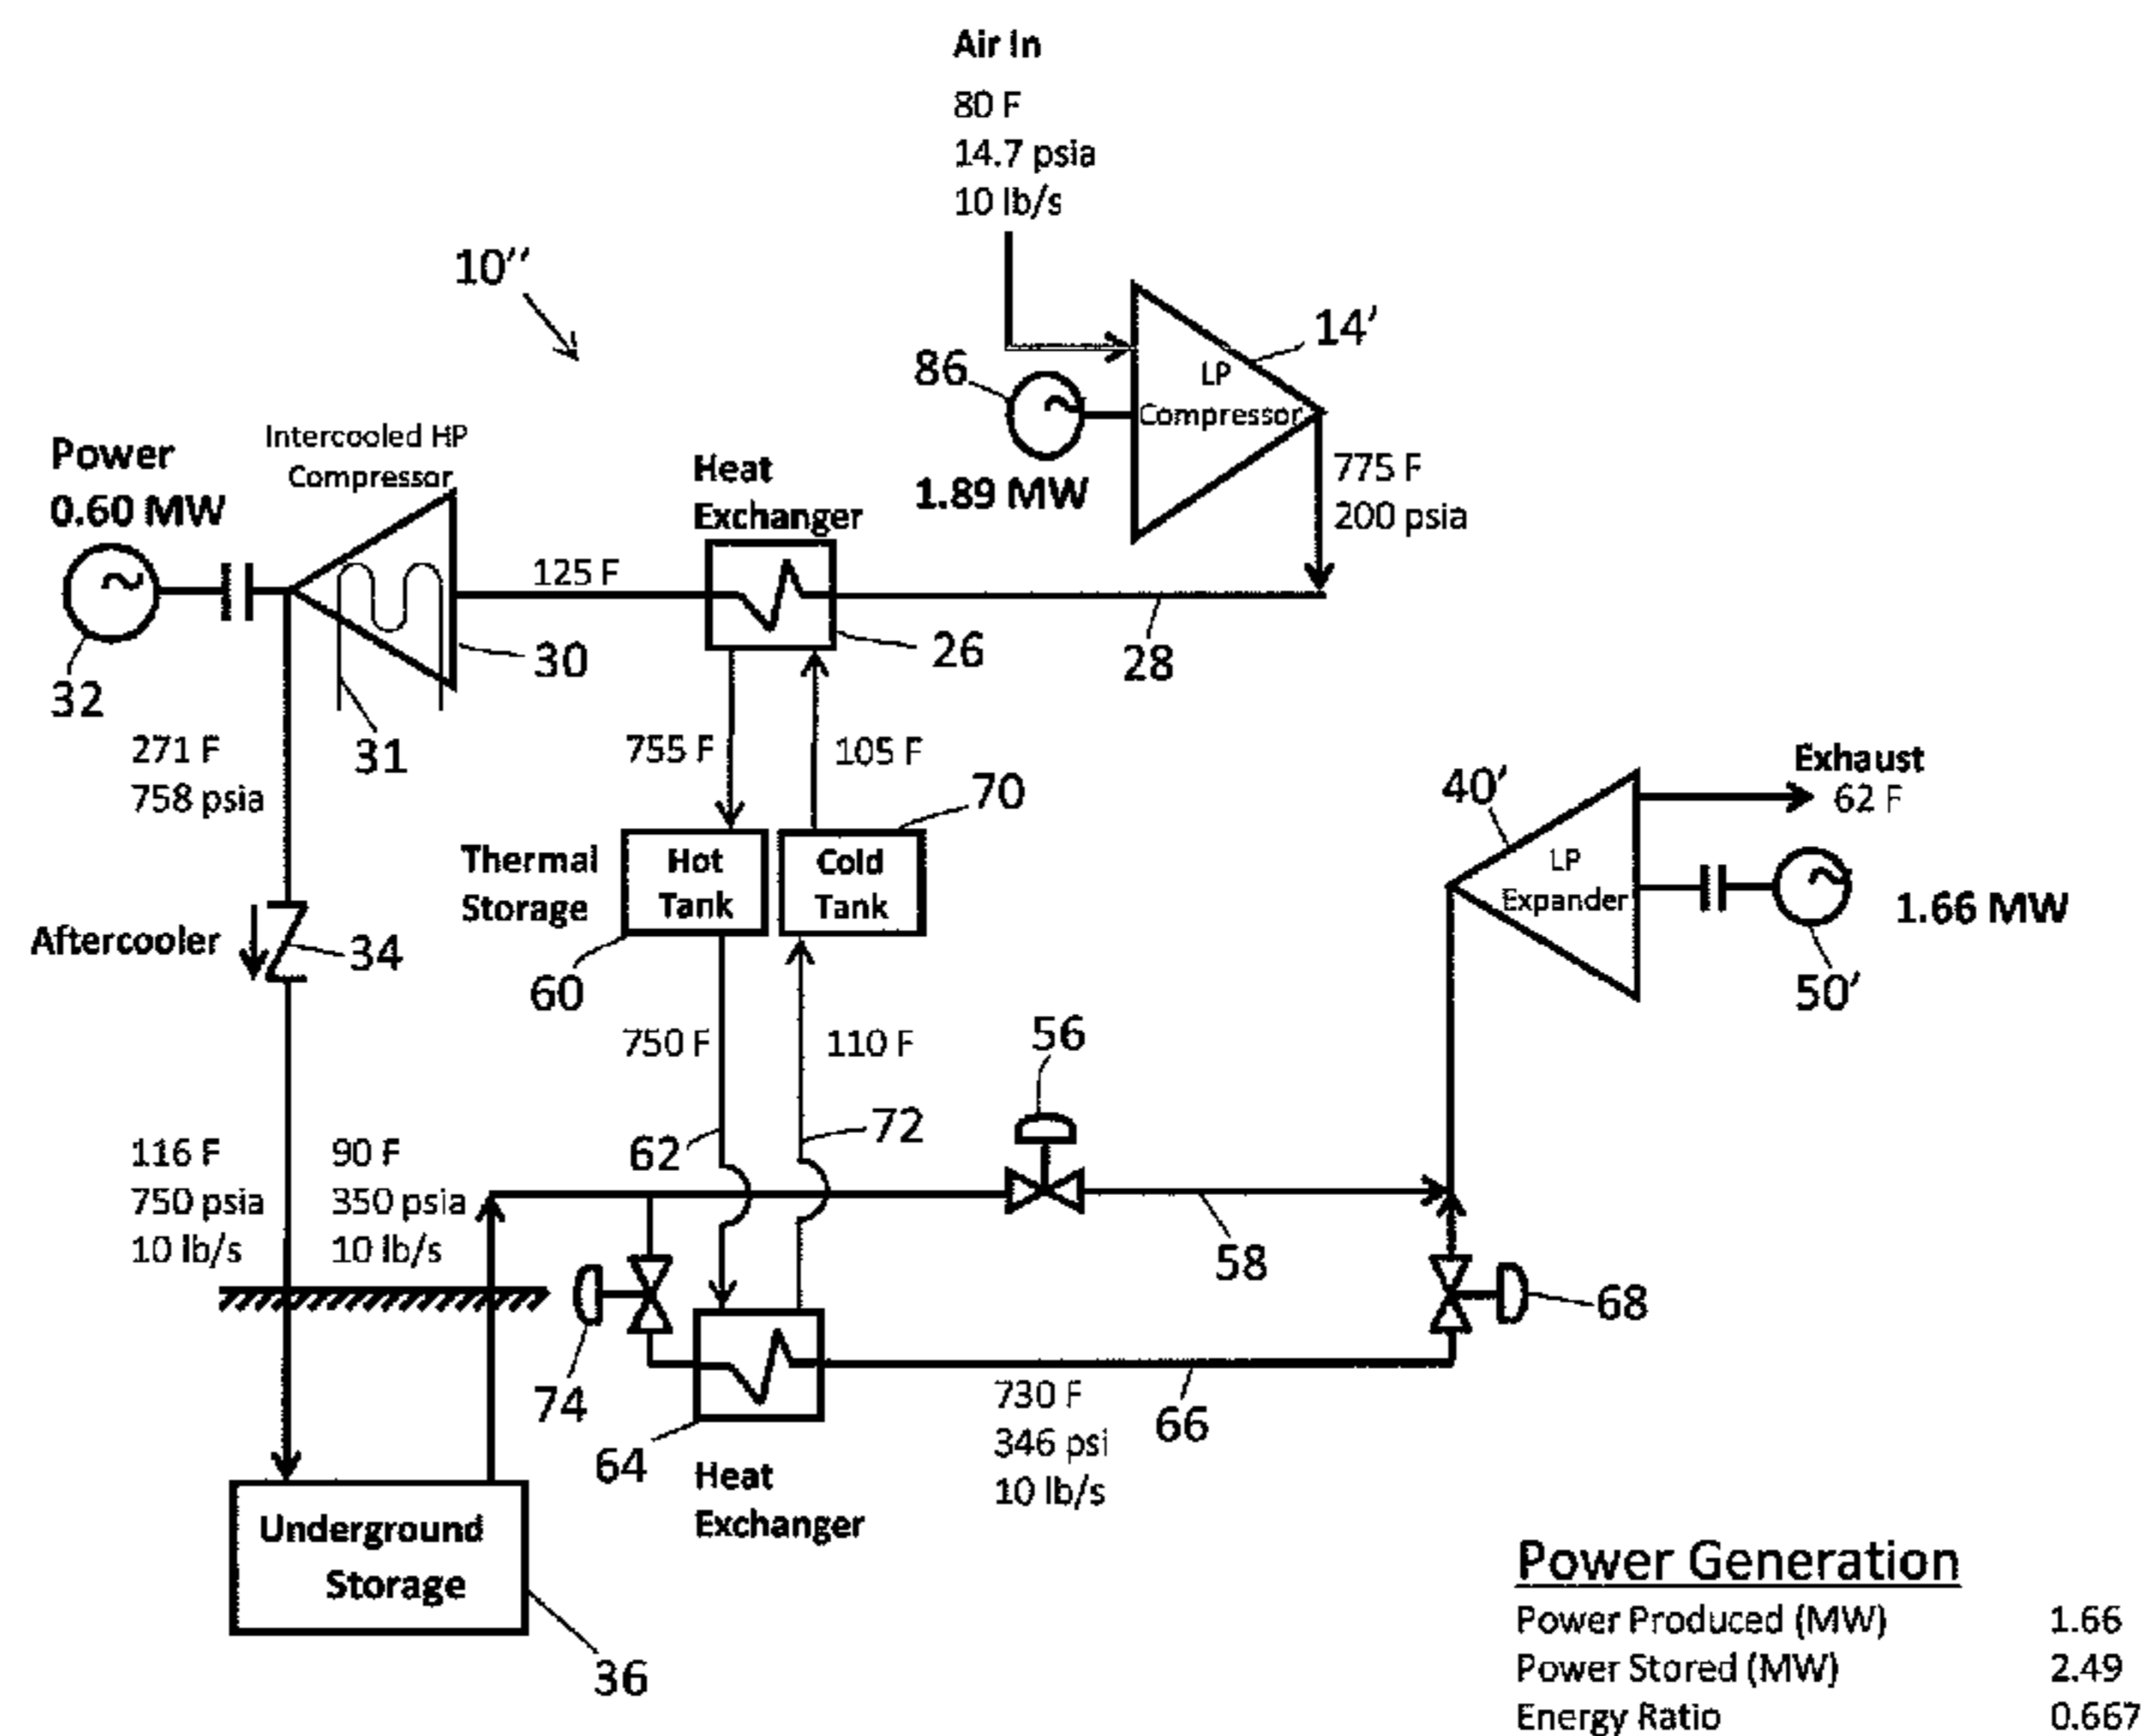 Air In
80 F
14.7 psia
10 lb/s
10''
14'
LP
Compressor
86
1.89 MW
775 F
200 psia
Power
0.60 MW
Intercooled HP
Compressor
Heat
Exchanger
125 F
32
30
31
26
28
271 F
758 psia
755 F
105 F
70
Thermal
Storage
Hot
Tank
Cold
Tank
60
Aftercooler
34
40'
Exhaust
62 F
LP
Expander
1.66 MW
50'
750 F
110 F
56
62
72
116 F
750 psia
10 lb/s
90 F
350 psia
10 lb/s
58
68
74
64
Heat
Exchanger
730 F
346 psi
10 lb/s
66
Underground
Storage
36
Power Generation
Power Produced (MW) 1.66
Power Stored (MW) 2.49
Energy Ratio 0.667